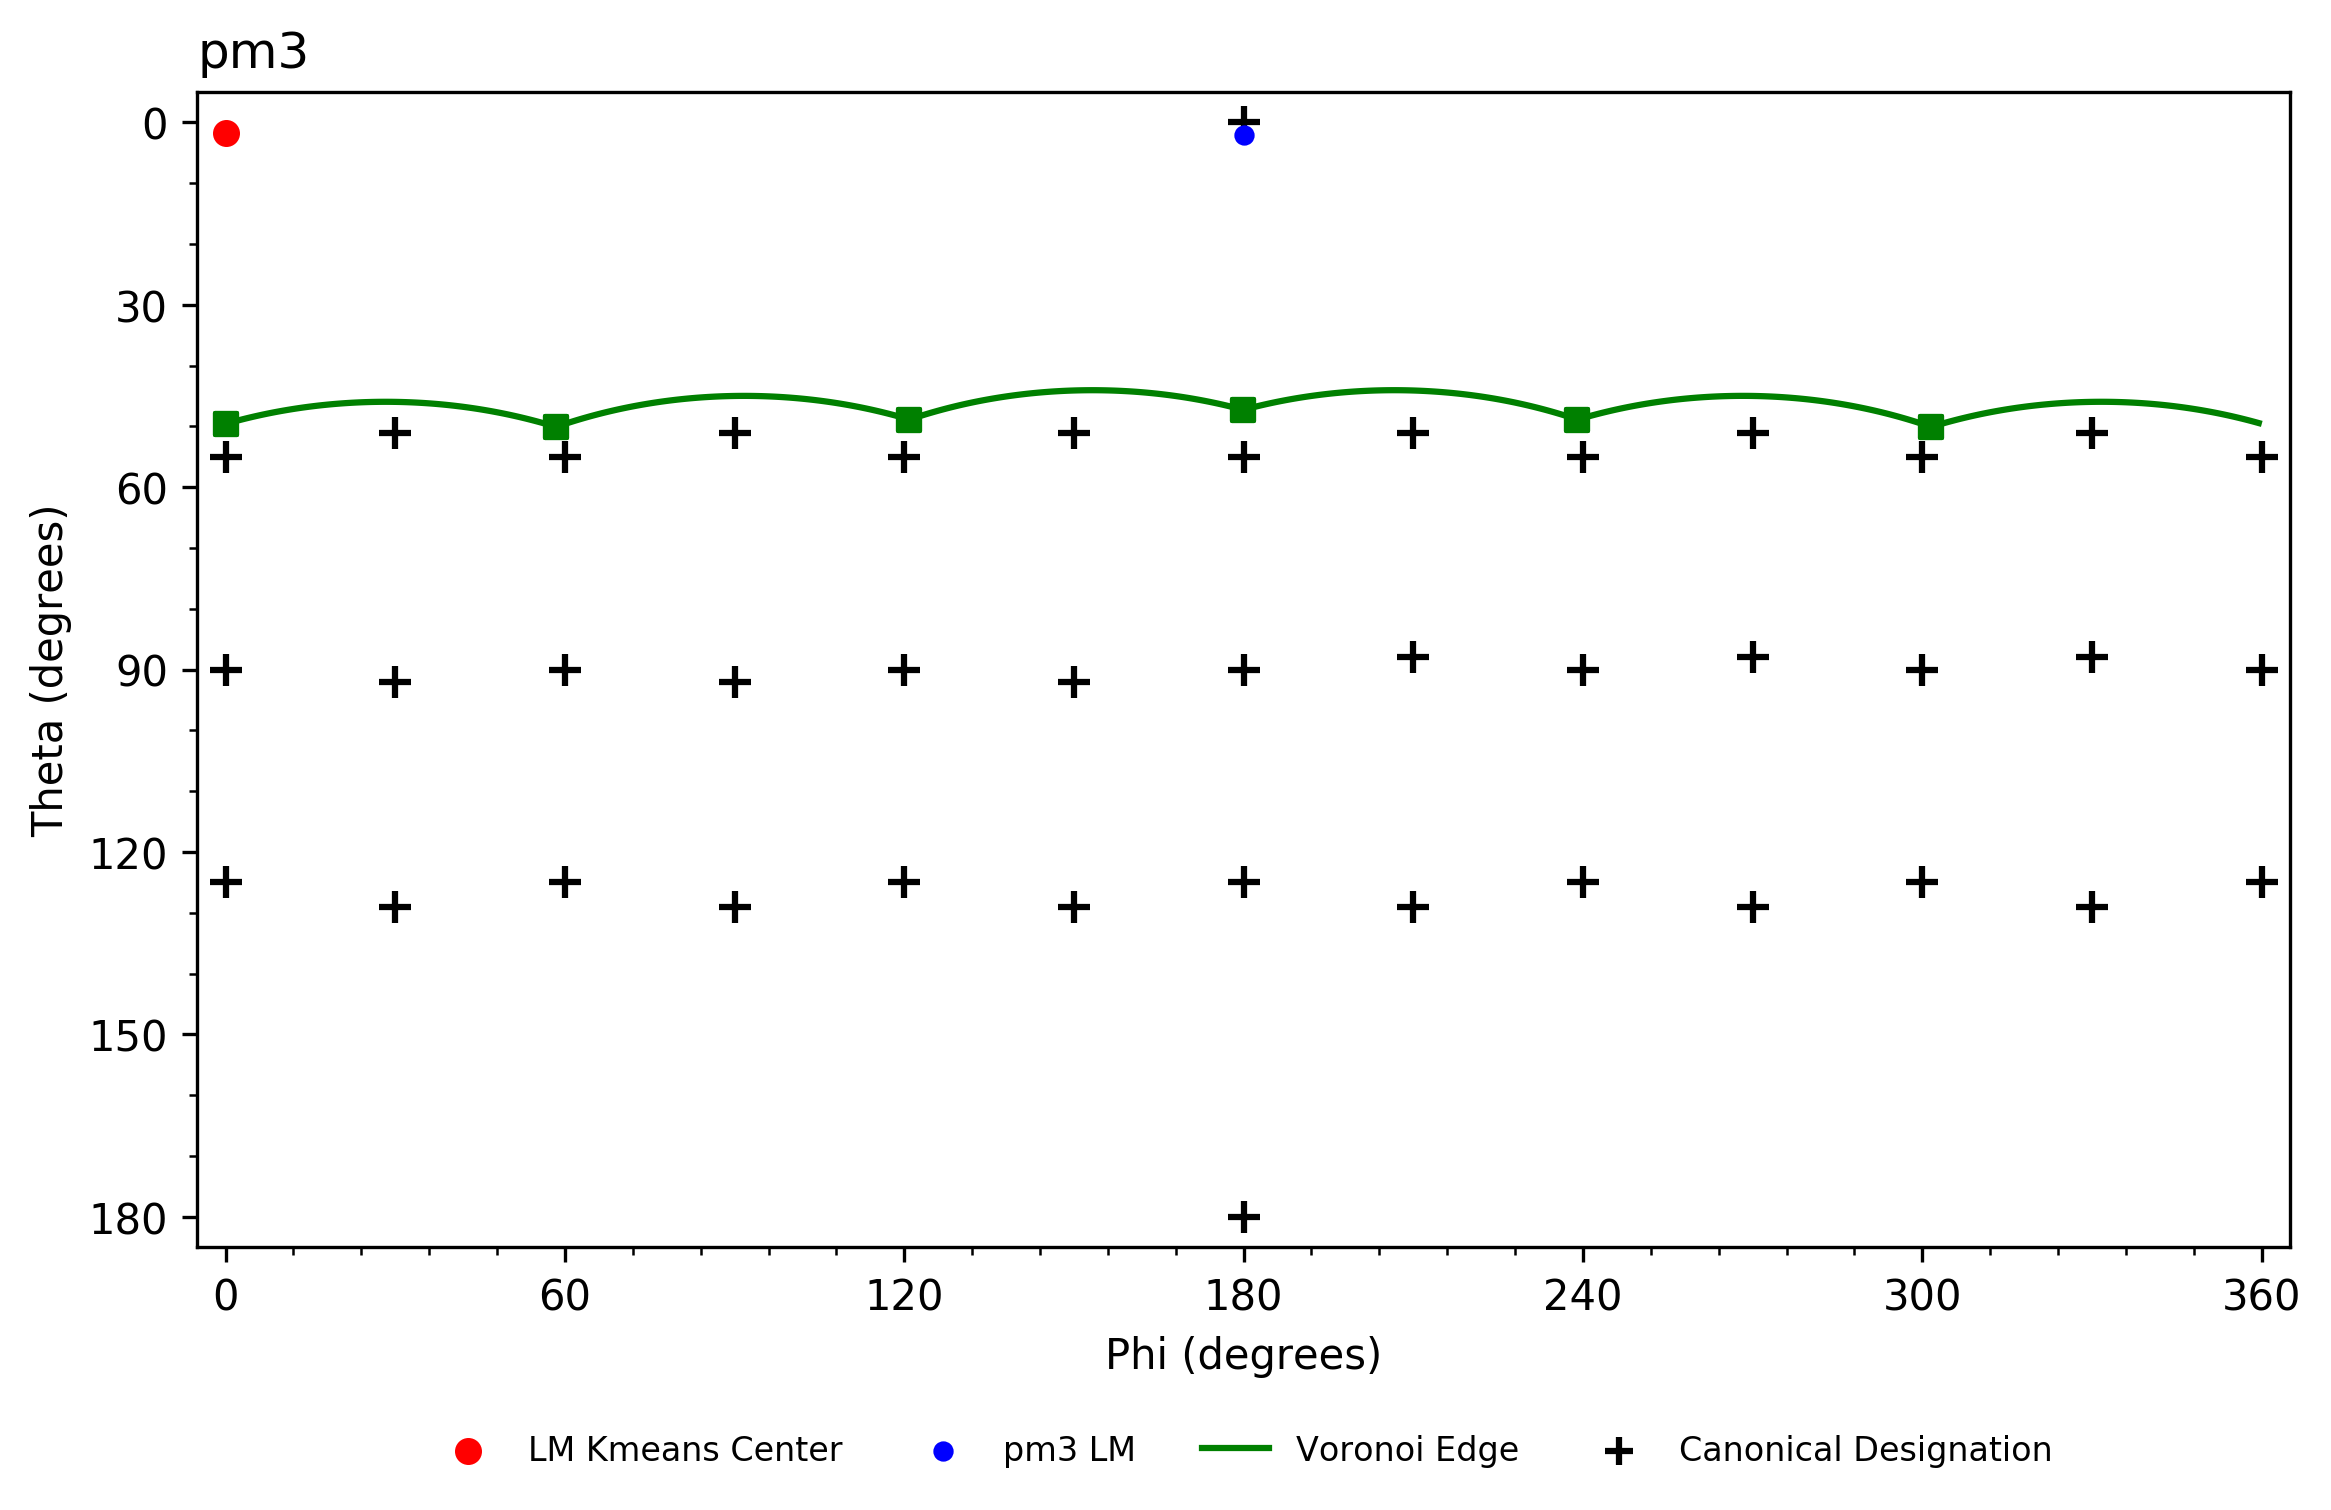 pm3
0
30
60
90
120
150
180
Theta (degrees)
0 60 120 180 240 300 360
Phi (degrees)
LM Kmeans Center pm3 LM Voronoi Edge Canonical Designation